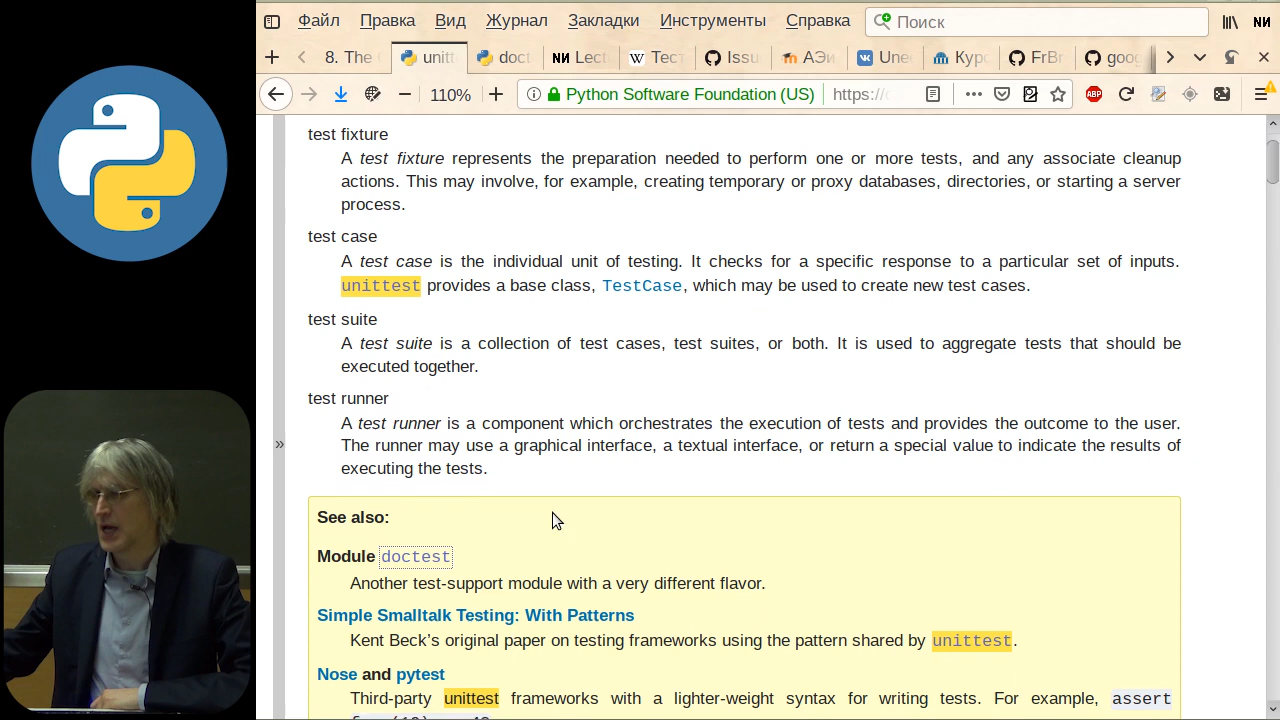 Файл Правка Вид Журнал Закладки Инструменты Справка Поиск
8. The unitt doct Lect Тест Issu АЭи Une Курс FrBr goog
110% Python Software Foundation (US) https:// ABP
test fixture
A test fixture represents the preparation needed to perform one or more tests, and any associate cleanup
actions. This may involve, for example, creating temporary or proxy databases, directories, or starting a server
process.
test case
A test case is the individual unit of testing. It checks for a specific response to a particular set of inputs.
unittest provides a base class, TestCase, which may be used to create new test cases.
test suite
A test suite is a collection of test cases, test suites, or both. It is used to aggregate tests that should be
executed together.
test runner
A test runner is a component which orchestrates the execution of tests and provides the outcome to the user.
The runner may use a graphical interface, a textual interface, or return a special value to indicate the results of
executing the tests.
»
See also:
Module doctest
Another test-support module with a very different flavor.
Simple Smalltalk Testing: With Patterns
Kent Beck’s original paper on testing frameworks using the pattern shared by unittest.
Nose and pytest
Third-party unittest frameworks with a lighter-weight syntax for writing tests. For example, assert